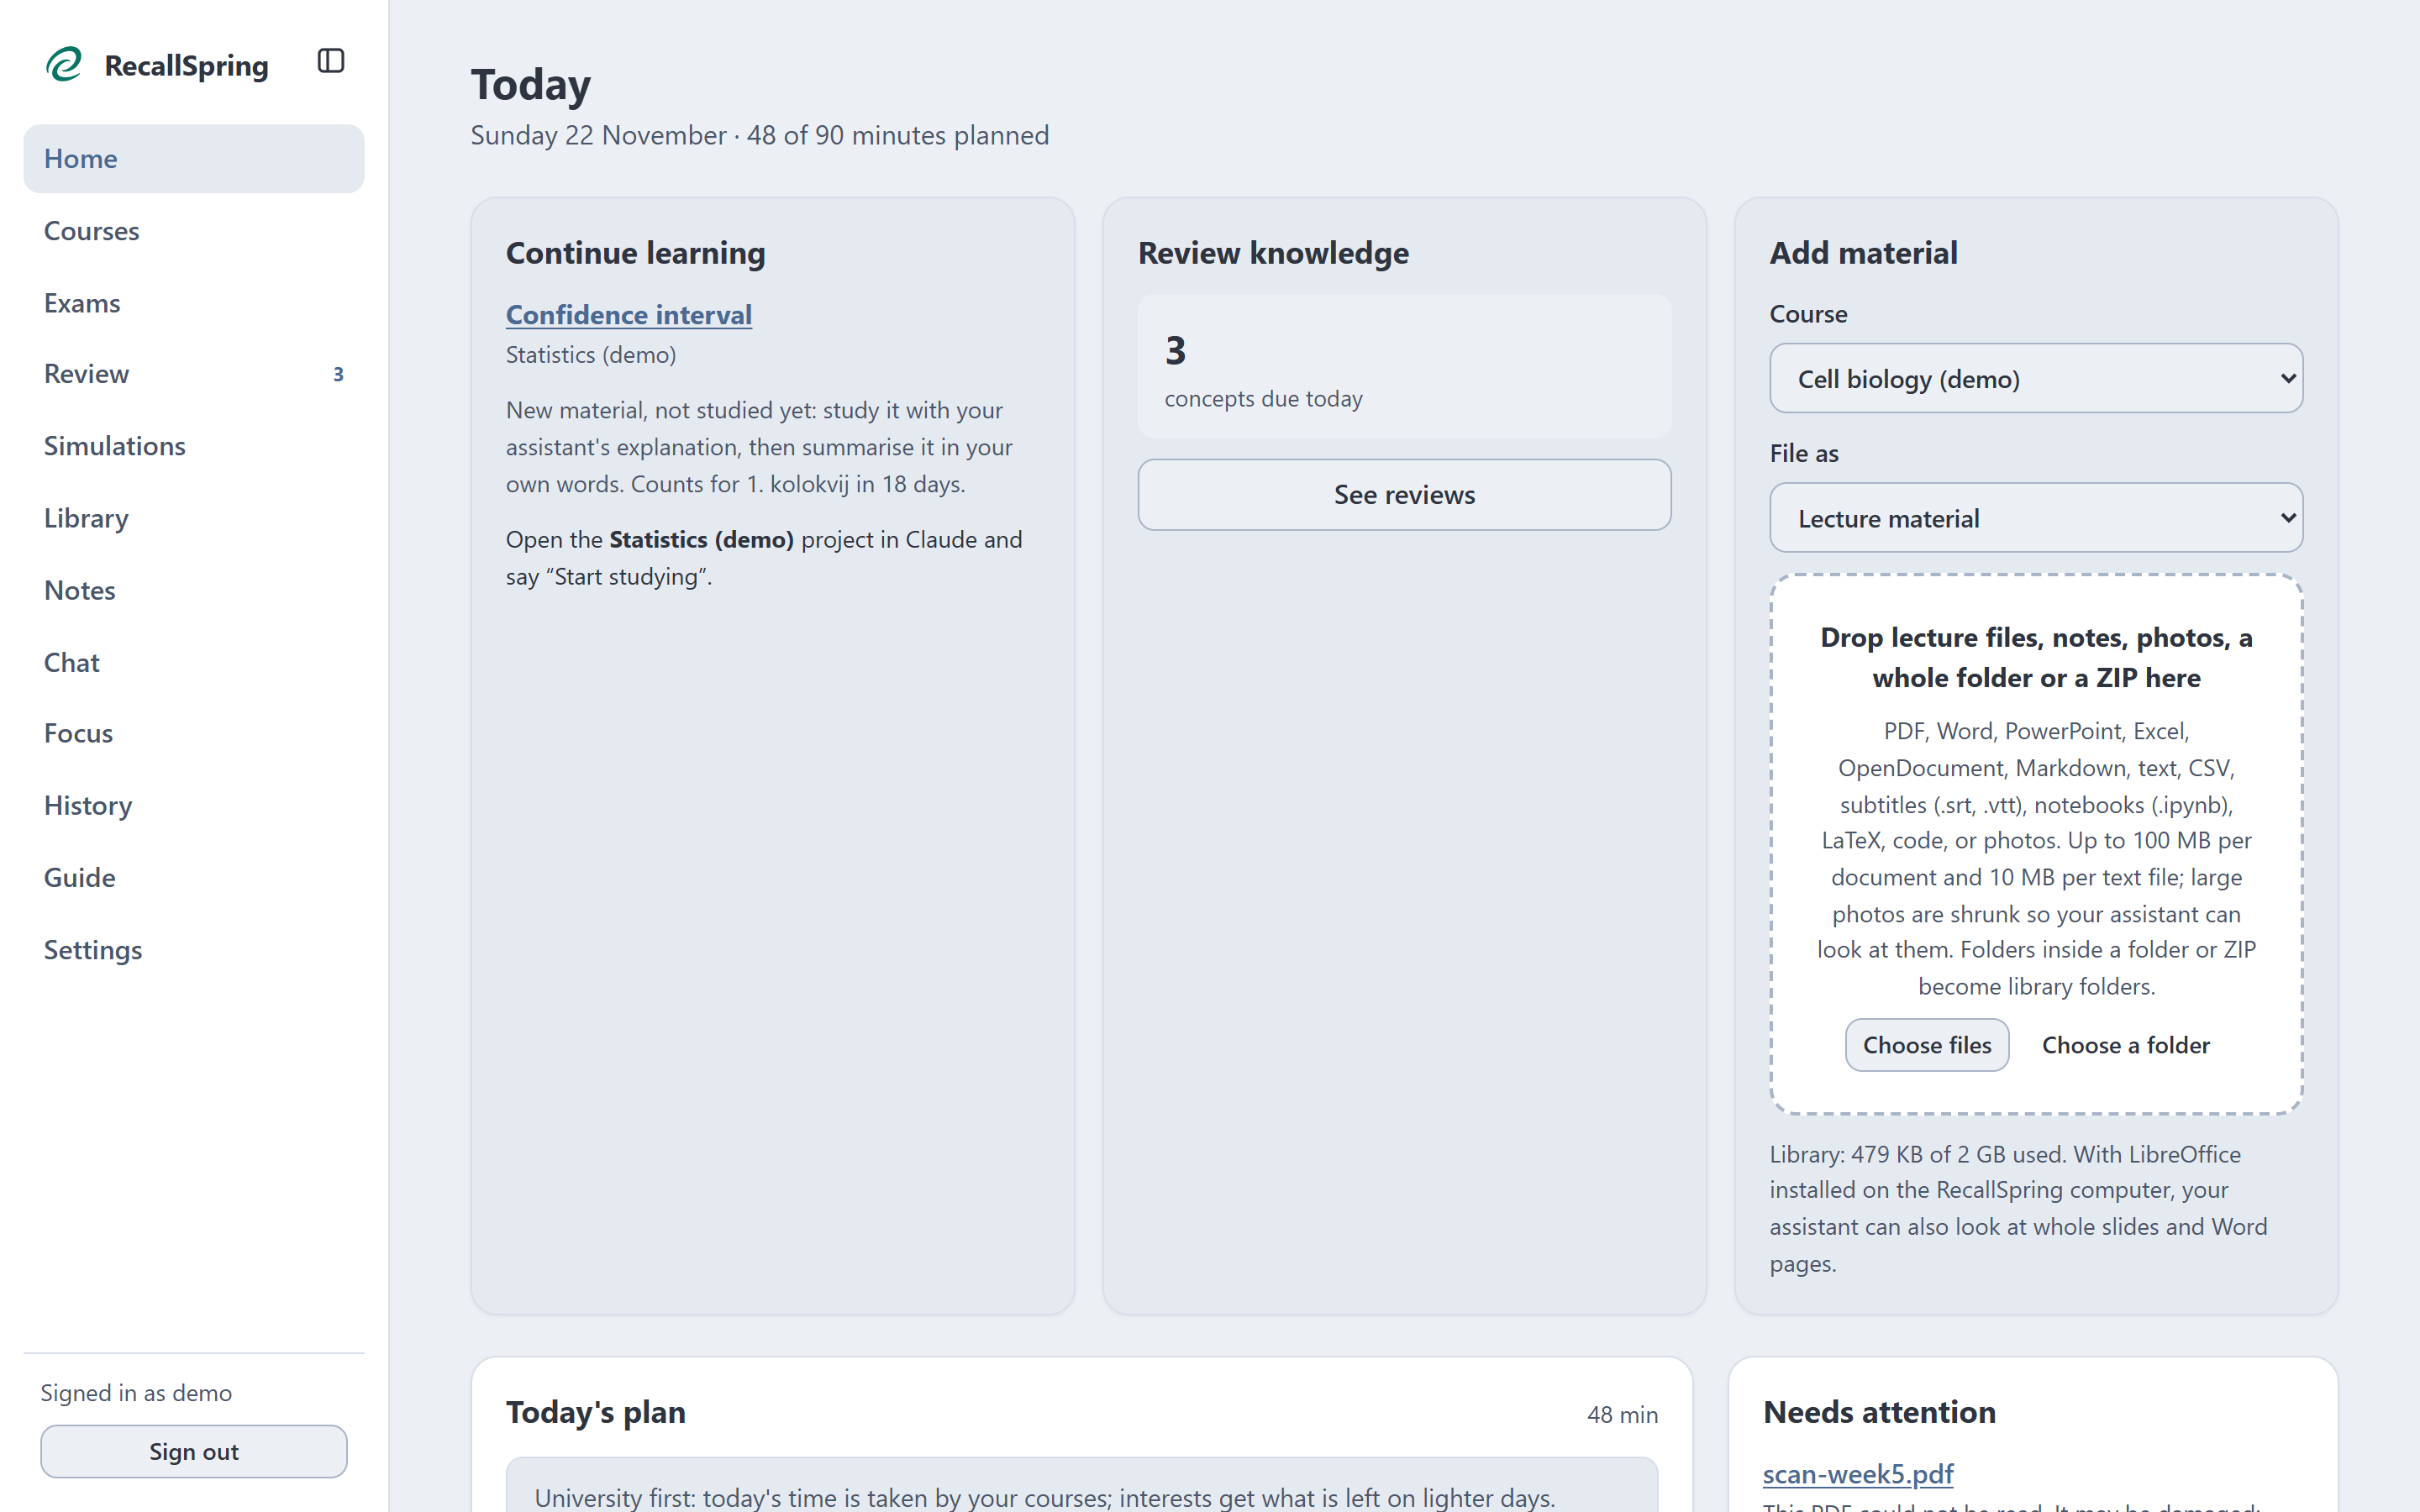 RecallSpring
Home
Courses
Exams
Review 3
Simulations
Library
Notes
Chat
Focus
History
Guide
Settings
Signed in as demo
Sign out
Today
Sunday 22 November · 48 of 90 minutes planned
Continue learning
Confidence interval
Statistics (demo)
New material, not studied yet: study it with your
assistant's explanation, then summarise it in your
own words. Counts for 1. kolokvij in 18 days.
Open the Statistics (demo) project in Claude and
say “Start studying”.
Review knowledge
3
concepts due today
See reviews
Add material
Course
Cell biology (demo)
File as
Lecture material
Drop lecture files, notes, photos, a
whole folder or a ZIP here
PDF, Word, PowerPoint, Excel,
OpenDocument, Markdown, text, CSV,
subtitles (.srt, .vtt), notebooks (.ipynb),
LaTeX, code, or photos. Up to 100 MB per
document and 10 MB per text file; large
photos are shrunk so your assistant can
look at them. Folders inside a folder or ZIP
become library folders.
Choose files Choose a folder
Library: 479 KB of 2 GB used. With LibreOffice
installed on the RecallSpring computer, your
assistant can also look at whole slides and Word
pages.
Today's plan 48 min
University first: today's time is taken by your courses; interests get what is left on lighter days.
Needs attention
scan-week5.pdf
This PDF could not be read. It may be damaged;